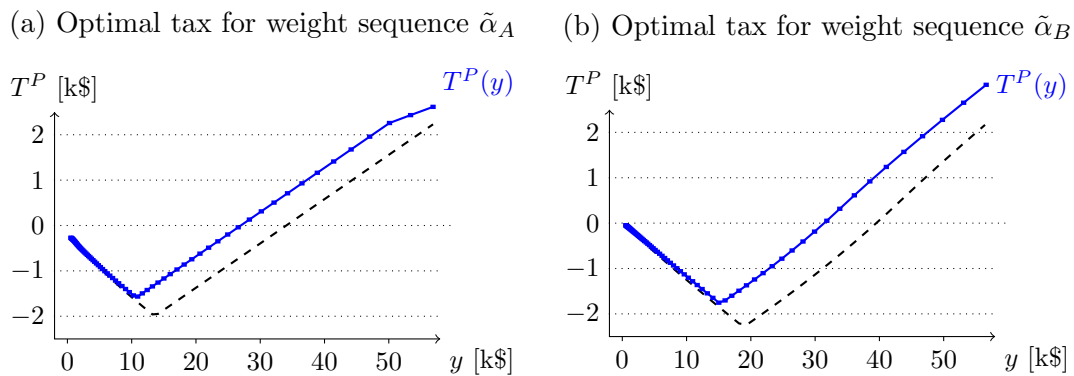 (a) Optimal tax for weight sequence α̃_A
T^P [k$]
T^P(y)
2
1
0
−1
−2
0 10 20 30 40 50 y [k$]
(b) Optimal tax for weight sequence α̃_B
T^P [k$]
T^P(y)
2
1
0
−1
−2
0 10 20 30 40 50 y [k$]